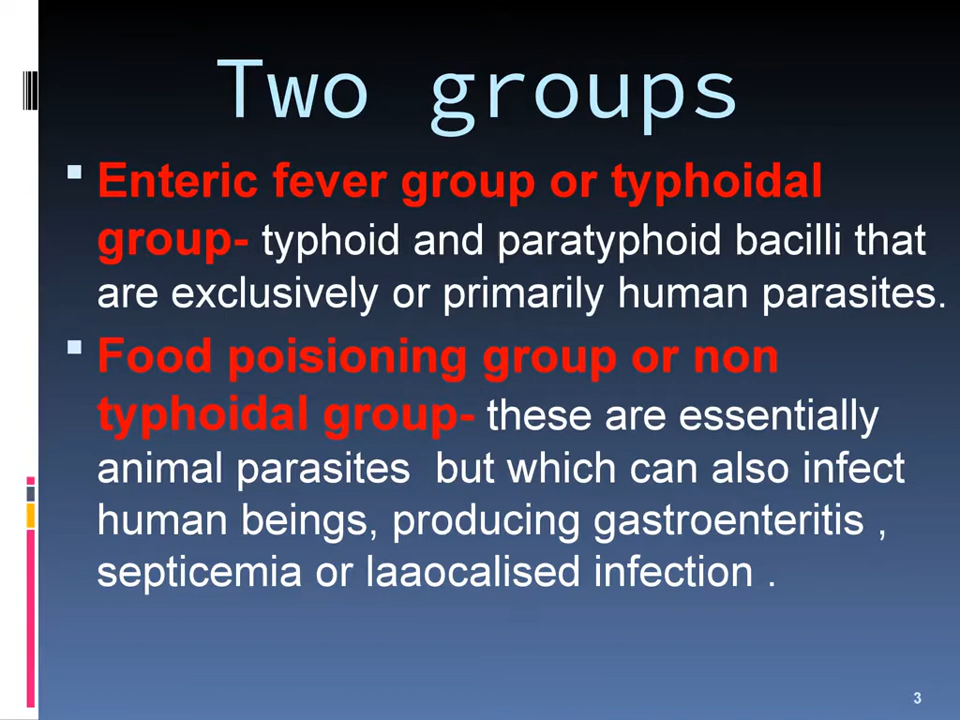 Two groups
Enteric fever group or typhoidal
group- typhoid and paratyphoid bacilli that
are exclusively or primarily human parasites.
Food poisioning group or non
typhoidal group- these are essentially
animal parasites but which can also infect
human beings, producing gastroenteritis ,
septicemia or laaocalised infection .
3